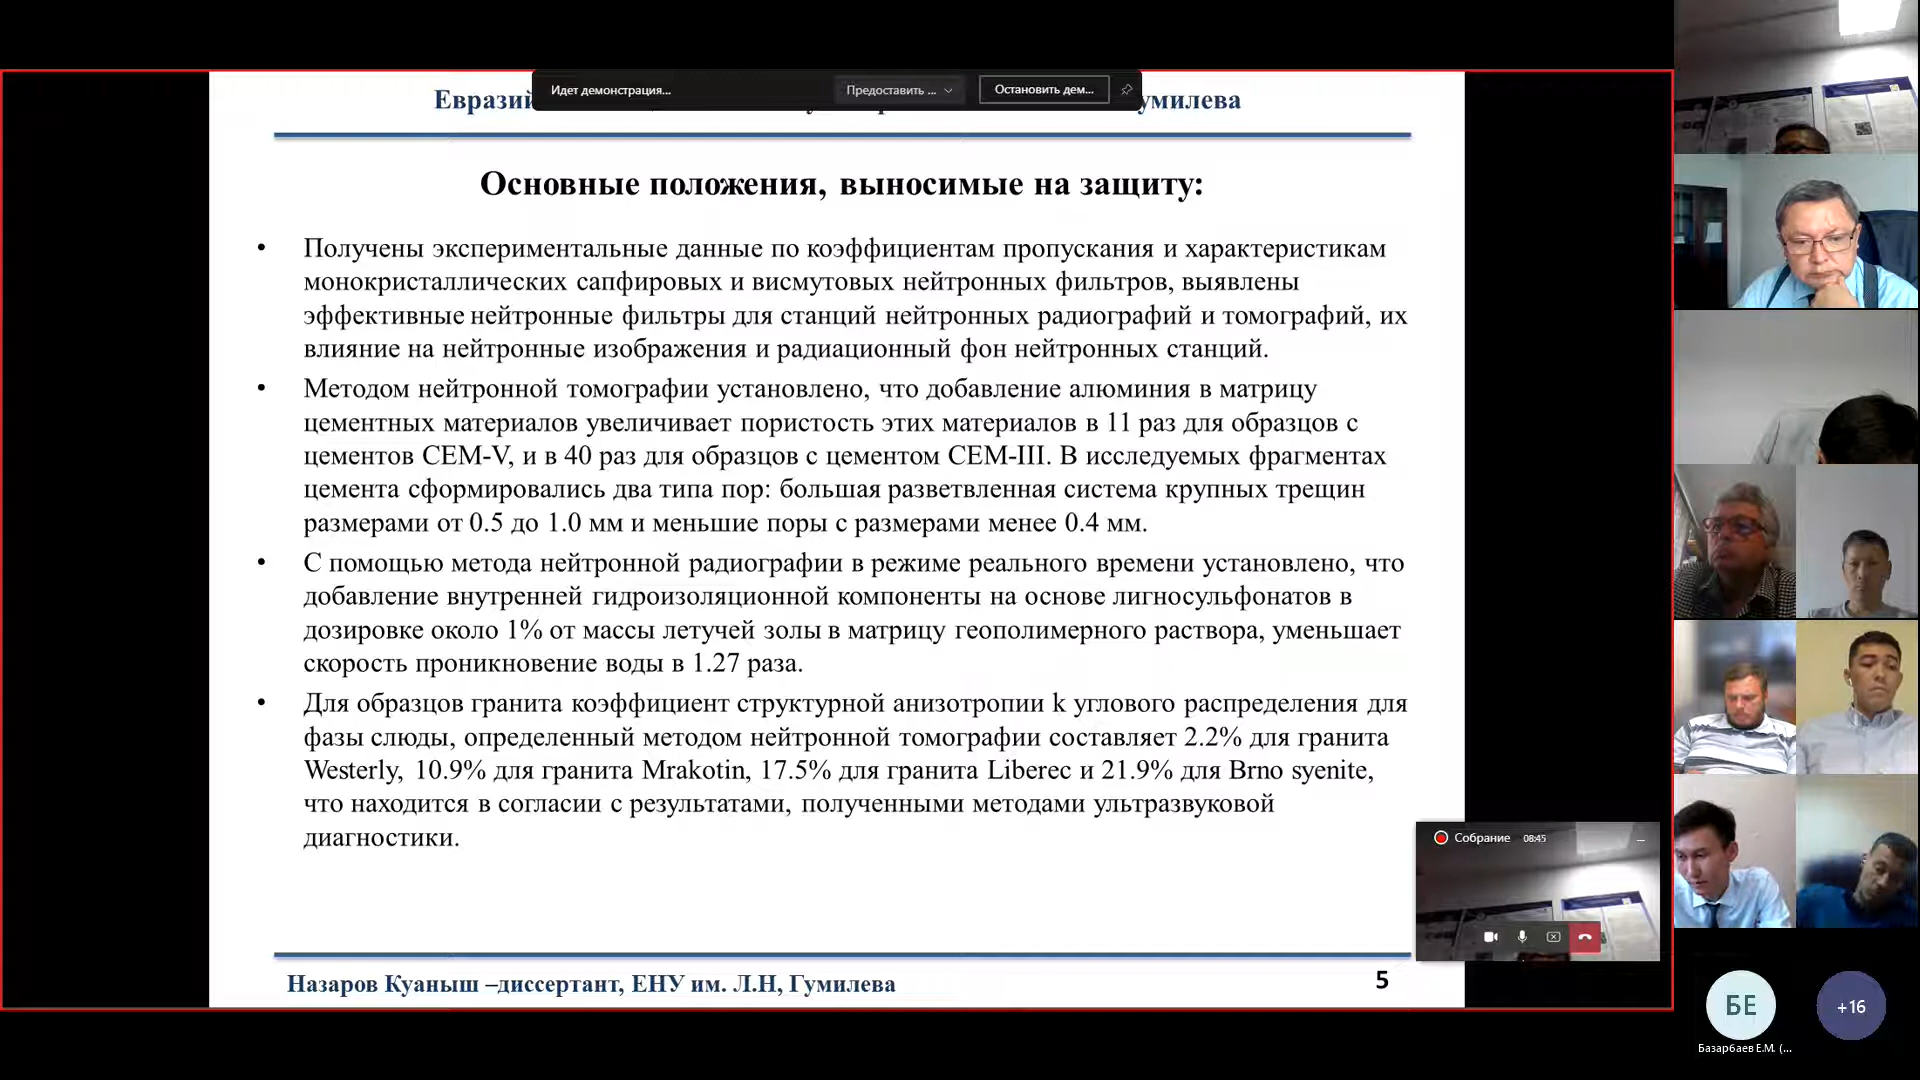 Идет демонстрация...
Предоставить ...
Остановить дем...
Евразий
умилева
Основные положения, выносимые на защиту:
• Получены экспериментальные данные по коэффициентам пропускания и характеристикам
монокристаллических сапфировых и висмутовых нейтронных фильтров, выявлены
эффективные нейтронные фильтры для станций нейтронных радиографий и томографий, их
влияние на нейтронные изображения и радиационный фон нейтронных станций.
• Методом нейтронной томографии установлено, что добавление алюминия в матрицу
цементных материалов увеличивает пористость этих материалов в 11 раз для образцов с
цементов CEM-V, и в 40 раз для образцов с цементом CEM-III. В исследуемых фрагментах
цемента сформировались два типа пор: большая разветвленная система крупных трещин
размерами от 0.5 до 1.0 мм и меньшие поры с размерами менее 0.4 мм.
• С помощью метода нейтронной радиографии в режиме реального времени установлено, что
добавление внутренней гидроизоляционной компоненты на основе лигносульфонатов в
дозировке около 1% от массы летучей золы в матрицу геополимерного раствора, уменьшает
скорость проникновение воды в 1.27 раза.
• Для образцов гранита коэффициент структурной анизотропии k углового распределения для
фазы слюды, определенный методом нейтронной томографии составляет 2.2% для гранита
Westerly, 10.9% для гранита Mrakotin, 17.5% для гранита Liberec и 21.9% для Brno syenite,
что находится в согласии с результатами, полученными методами ультразвуковой
диагностики.
Собрание 08:45
Назаров Куаныш –диссертант, ЕНУ им. Л.Н, Гумилева
5
БЕ
+16
Базарбаев Е.М. (...